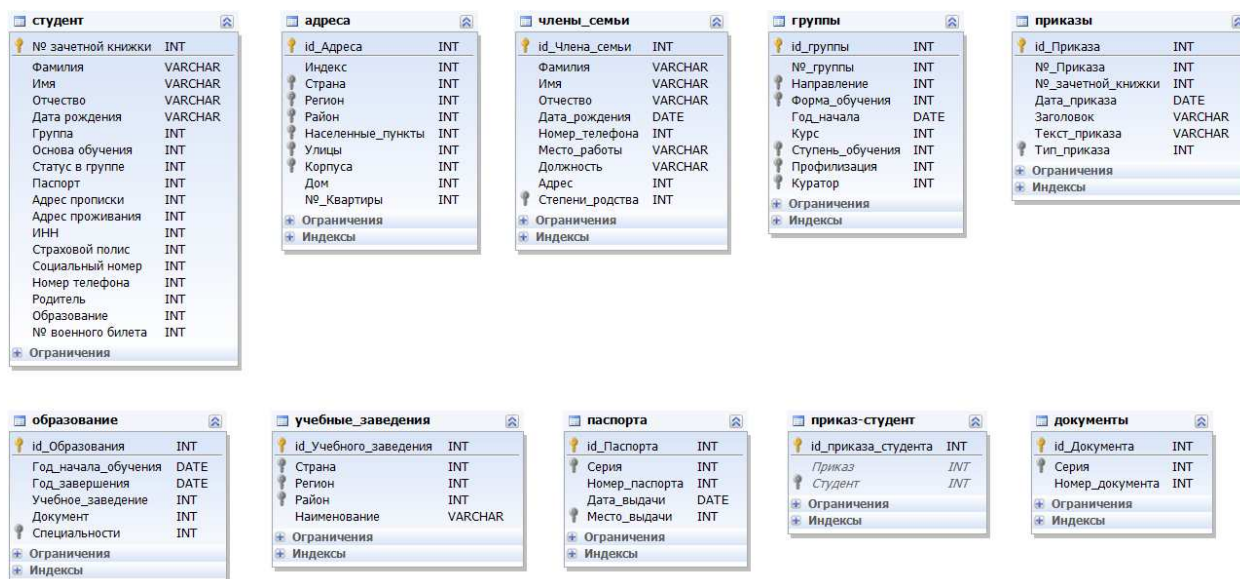 студент
№ зачетной книжки INT
Фамилия VARCHAR
Имя VARCHAR
Отчество VARCHAR
Дата рождения VARCHAR
Группа INT
Основа обучения INT
Статус в группе INT
Паспорт INT
Адрес прописки INT
Адрес проживания INT
ИНН INT
Страховой полис INT
Социальный номер INT
Номер телефона INT
Родитель INT
Образование INT
№ военного билета INT
Ограничения
адреса
id_Адреса INT
Индекс INT
Страна INT
Регион INT
Район INT
Населенные_пункты INT
Улицы INT
Корпуса INT
Дом INT
№_Квартиры INT
Ограничения
Индексы
члены_семьи
id_Члена_семьи INT
Фамилия VARCHAR
Имя VARCHAR
Отчество VARCHAR
Дата_рождения DATE
Номер_телефона INT
Место_работы VARCHAR
Должность VARCHAR
Адрес INT
Степени_родства INT
Ограничения
Индексы
группы
id_группы INT
№_группы INT
Направление INT
Форма_обучения INT
Год_начала DATE
Курс INT
Ступень_обучения INT
Профилизация INT
Куратор INT
Ограничения
Индексы
приказы
id_Приказа INT
№_Приказа INT
№_зачетной_книжки INT
Дата_приказа DATE
Заголовок VARCHAR
Текст_приказа VARCHAR
Тип_приказа INT
Ограничения
Индексы
образование
id_Образования INT
Год_начала_обучения DATE
Год_завершения DATE
Учебное_заведение INT
Документ INT
Специальности INT
Ограничения
Индексы
учебные_заведения
id_Учебного_заведения INT
Страна INT
Регион INT
Район INT
Наименование VARCHAR
Ограничения
Индексы
паспорта
id_Паспорта INT
Серия INT
Номер_паспорта INT
Дата_выдачи DATE
Место_выдачи INT
Ограничения
Индексы
приказ-студент
id_приказа_студента INT
Приказ INT
Студент INT
Ограничения
Индексы
документы
id_Документа INT
Серия INT
Номер_документа INT
Ограничения
Индексы